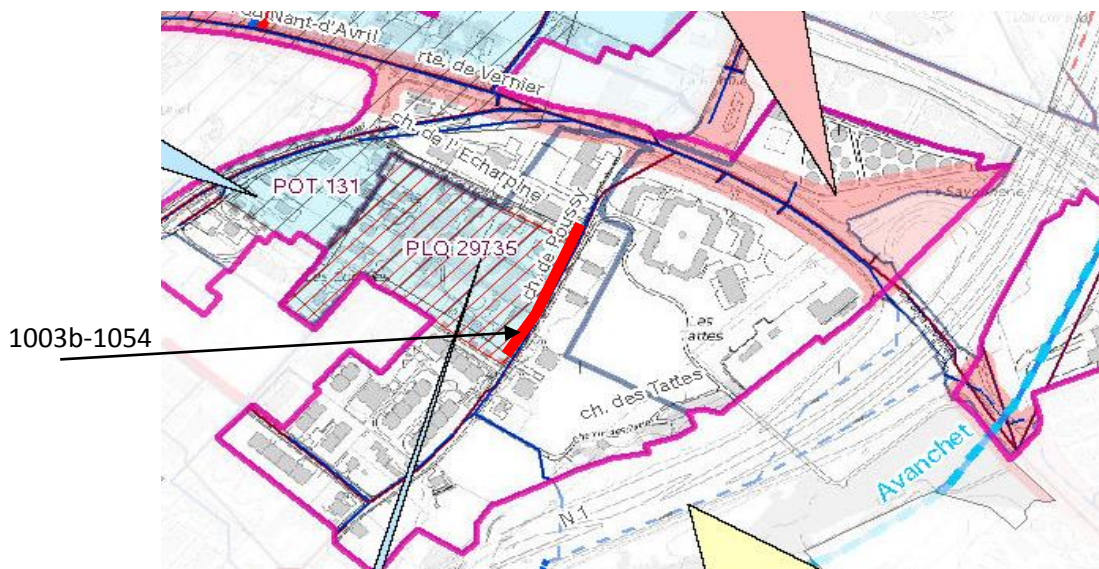 Nant-d'Avril
rte. de Vernier
ch. de l'Echarpine
POT 131
PLQ 29735
ch. de Poussy
1003b-1054
Les
Tattes
ch. des Tattes
N 1
Avanchet